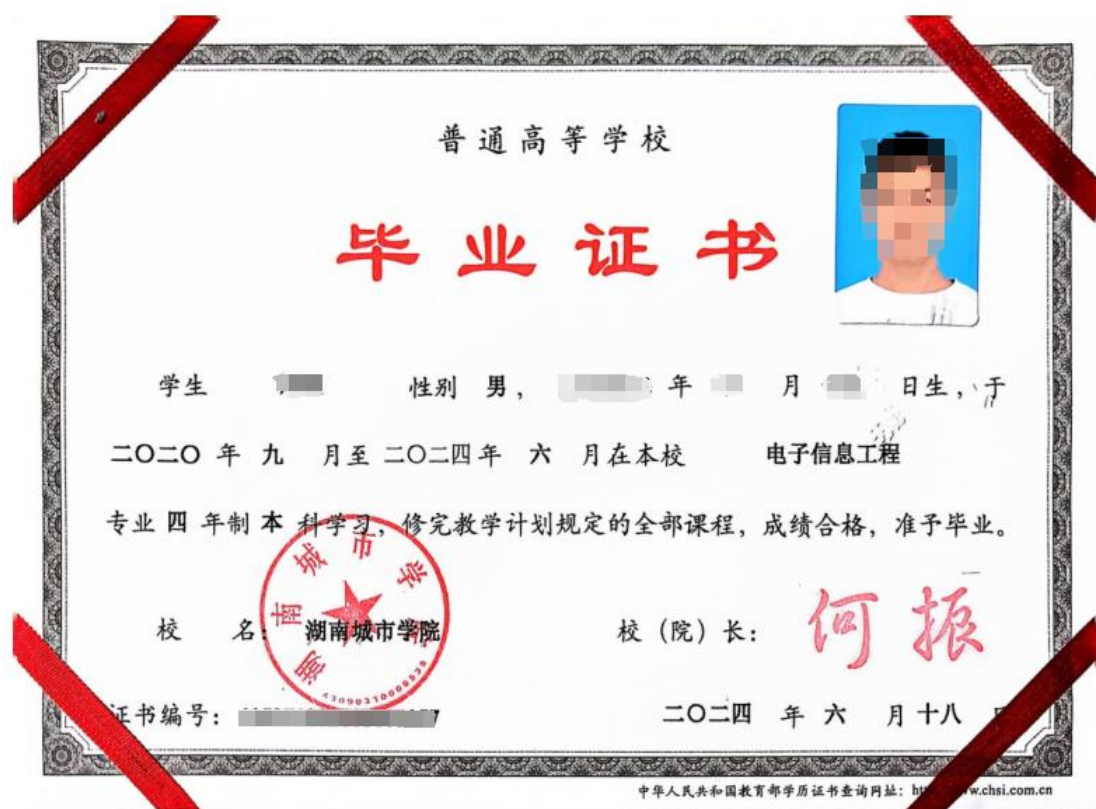 普通高等学校
毕业证书
学生 性别 男, 年 月 日生,于
二〇二〇 年 九 月至 二〇二四年 六 月在本校 电子信息工程
专业 四 年制 本 科学习,修完教学计划规定的全部课程,成绩合格,准予毕业。
校 名: 湖南城市学院 校(院)长: 何振
湖南城市学院
证书编号: 二〇二四 年 六 月 十八
中华人民共和国教育部学历证书查询网址: .chsi.com.cn